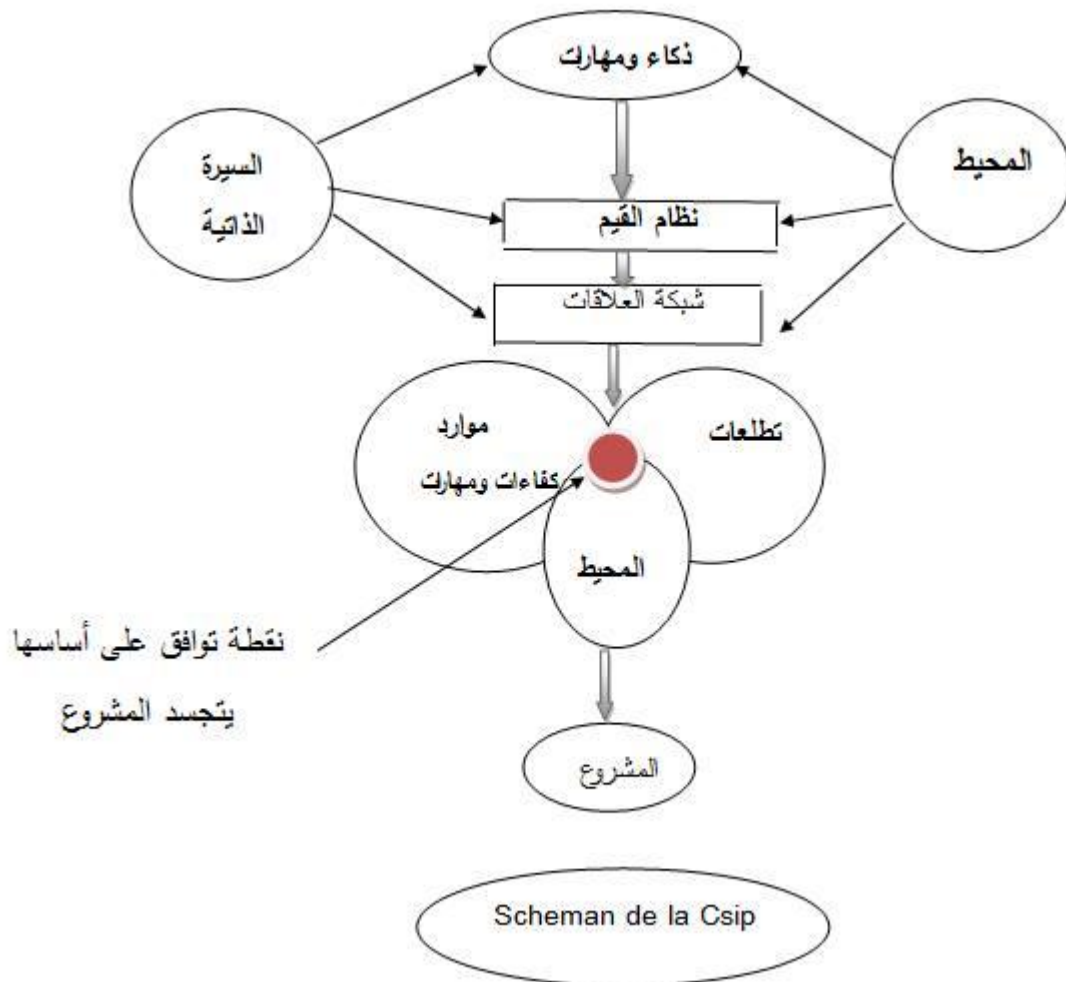 ذكاء ومهارات
السيرة
الذاتية
المحيط
نظام القيم
شبكة العلاقات
موارد
كفاءات ومهارات
تطلعات
المحيط
نقطة توافق على أساسها
يتجسد المشروع
المشروع
Scheman de la Csip